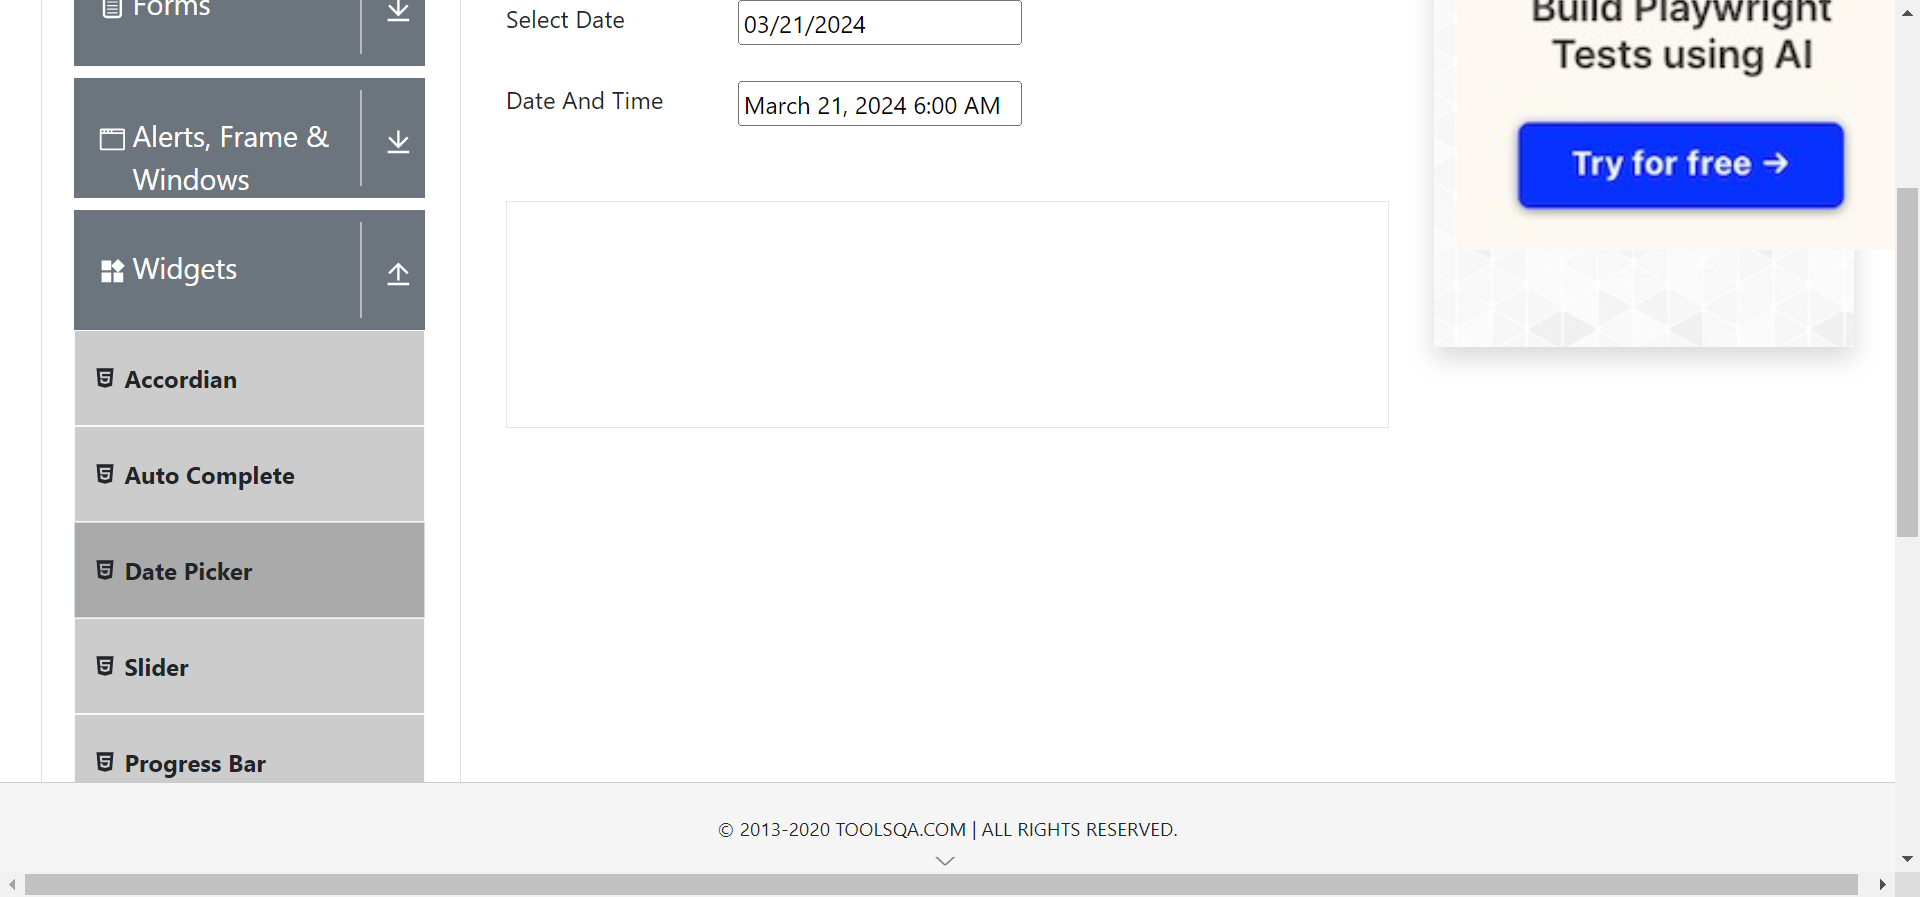 Forms
Alerts, Frame &
Windows
Widgets
Accordian
Auto Complete
Date Picker
Slider
Progress Bar
Select Date
03/21/2024
Date And Time
March 21, 2024 6:00 AM
Build Playwright
Tests using AI
Try for free →
© 2013-2020 TOOLSQA.COM | ALL RIGHTS RESERVED.